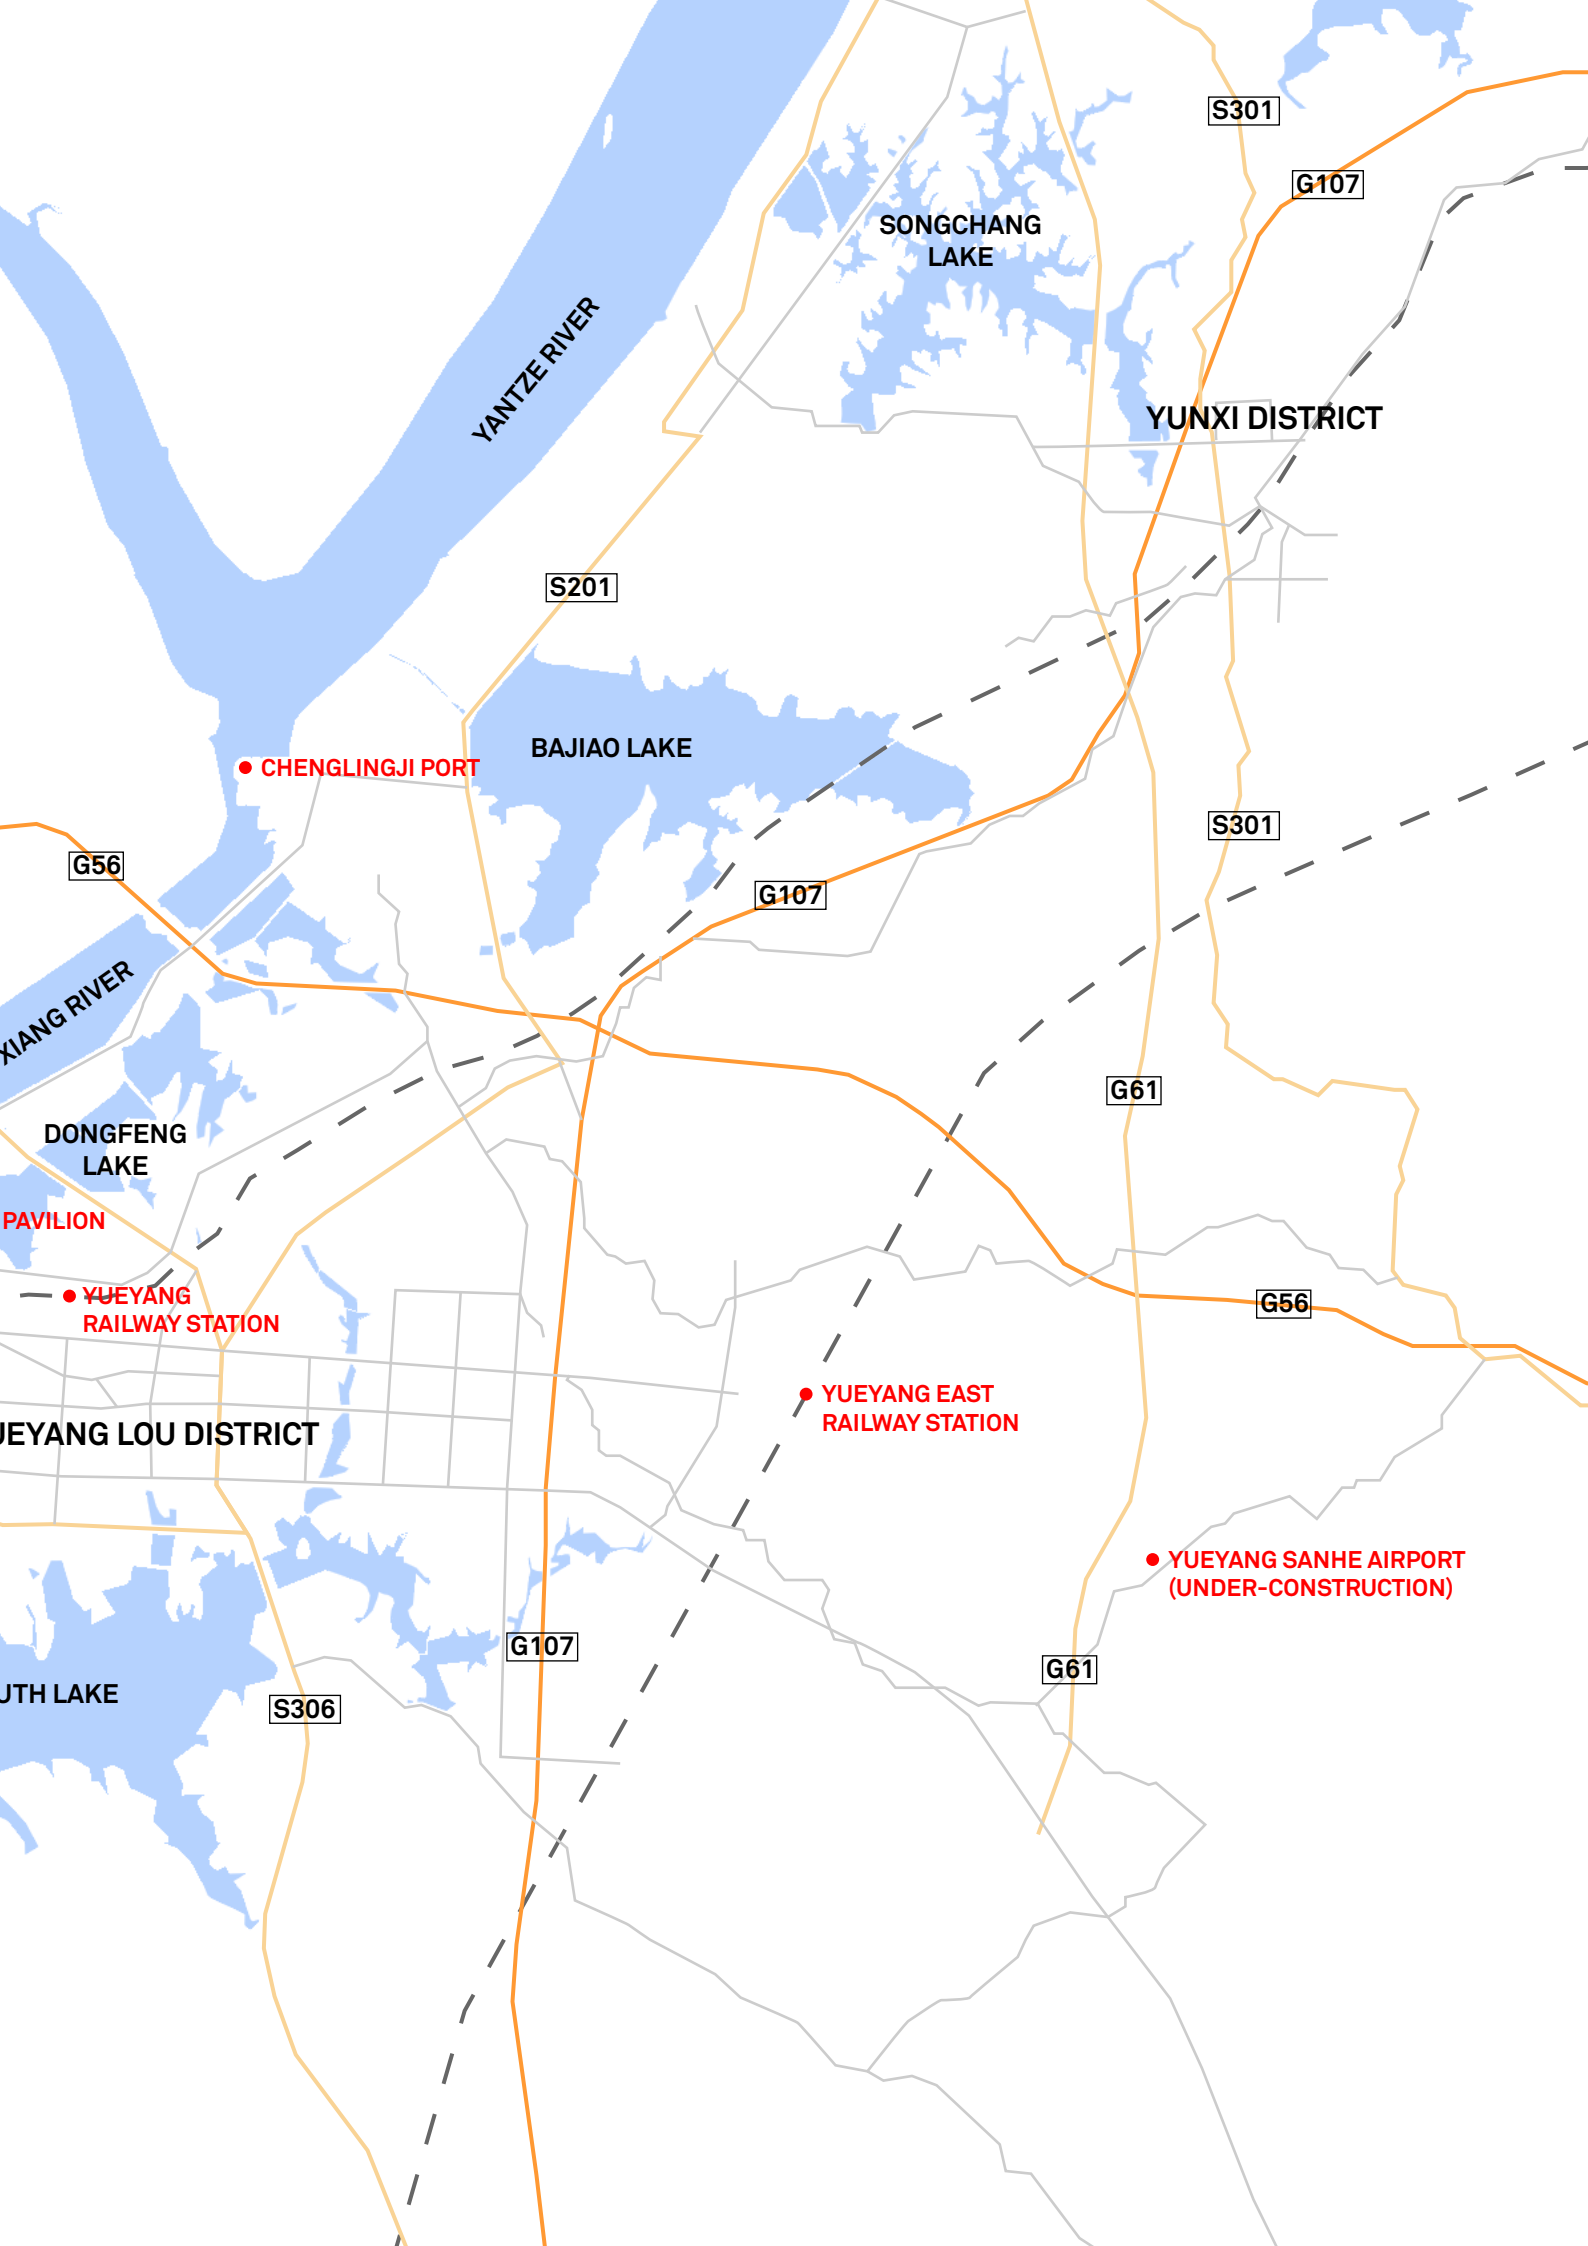 S301
G107
SONGCHANG
LAKE
YANTZE RIVER
YUNXI DISTRICT
S201
BAJIAO LAKE
CHENGLINGJI PORT
S301
G56
G107
XIANG RIVER
G61
DONGFENG
LAKE
PAVILION
YUEYANG
RAILWAY STATION
G56
YUEYANG EAST
RAILWAY STATION
UEYANG LOU DISTRICT
YUEYANG SANHE AIRPORT
(UNDER-CONSTRUCTION)
G107
G61
UTH LAKE
S306